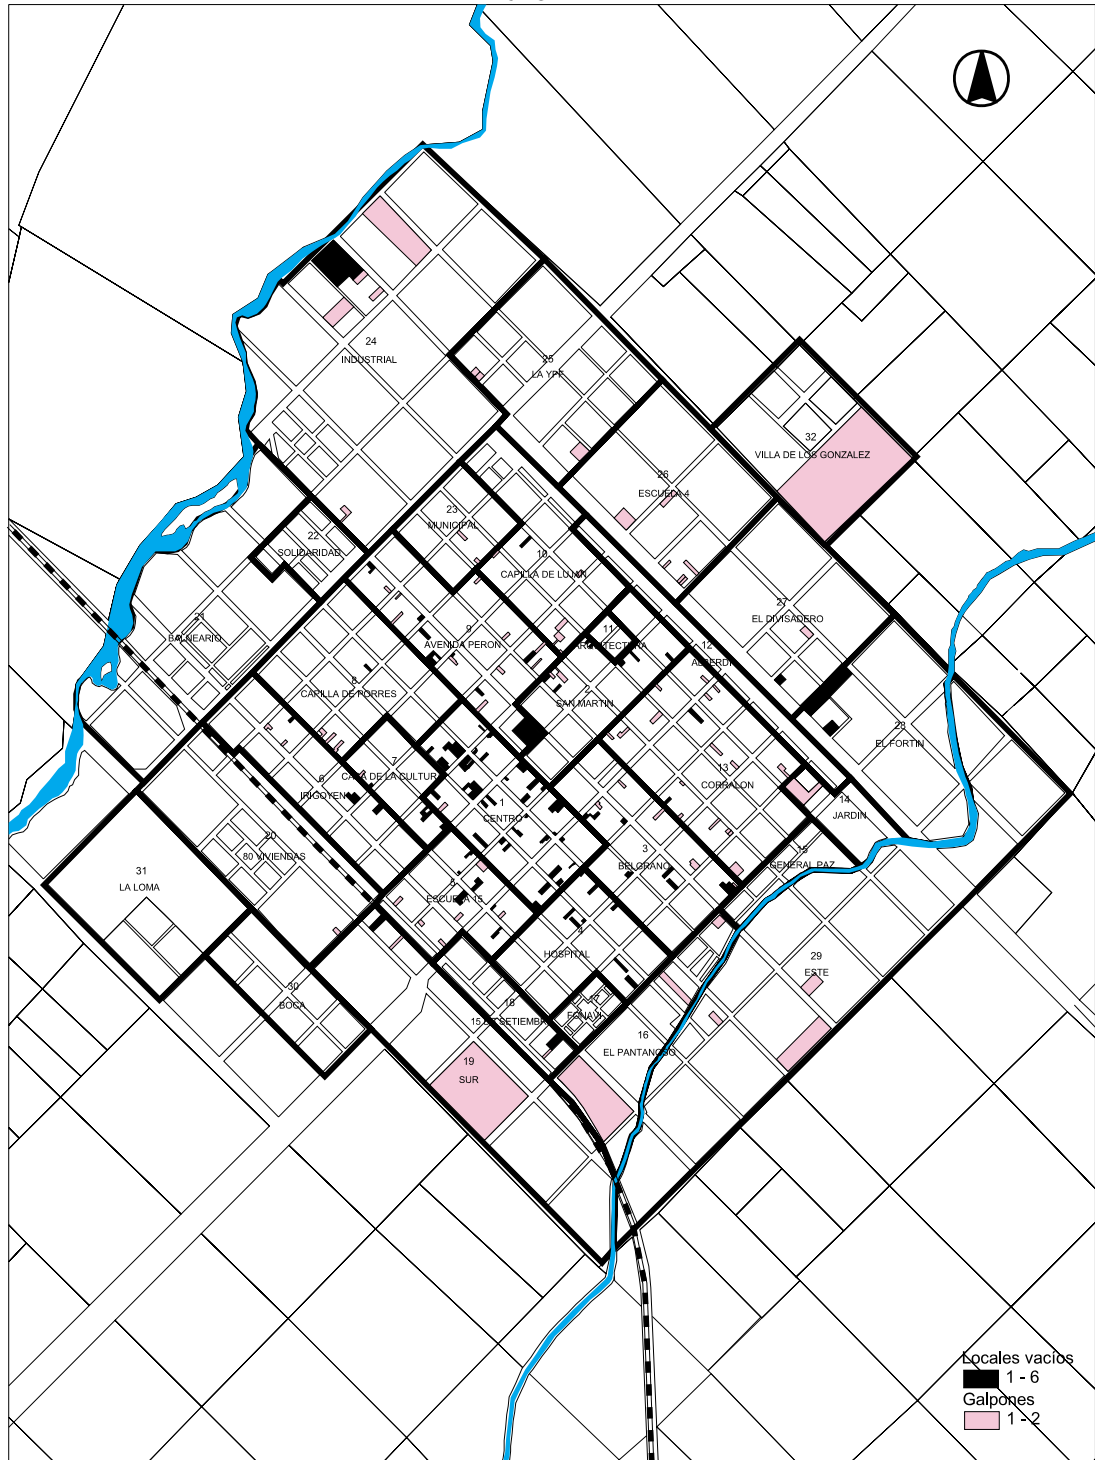 24
INDUSTRIAL
25
LA YPF
32
VILLA DE LOS GONZALEZ
26
ESCUELA 4
23
MUNICIPAL
22
SOLIDARIDAD
10
CAPILLA DE LUJAN
27
EL DIVISADERO
21
BALNEARIO
9
AVENIDA PERON
11
ARQUITECTURA
12
ALBERDI
8
CAPILLA DE PORRES
2
SAN MARTIN
28
EL FORTIN
7
CASA DE LA CULTURA
6
IRIGOYEN
13
CORRALON
1
CENTRO
14
JARDIN
20
80 VIVIENDAS
3
BELGRANO
15
GENERAL PAZ
31
LA LOMA
5
ESCUELA 15
4
HOSPITAL
29
ESTE
30
BOCA
18
15 DE SETIEMBRE
FONAVI
16
EL PANTANOSO
19
SUR
Locales vacíos
1 - 6
Galpones
1 - 2